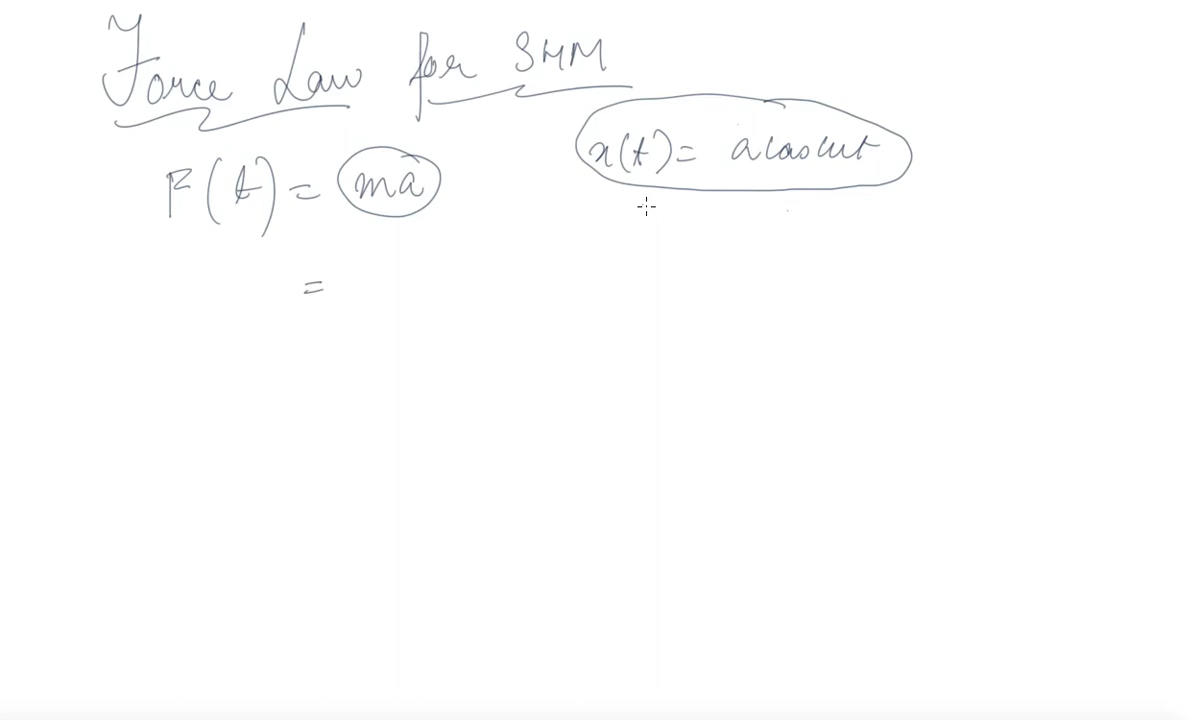 Force Law for SHM
x(t) = a cos ωt
F(t) = ma
=